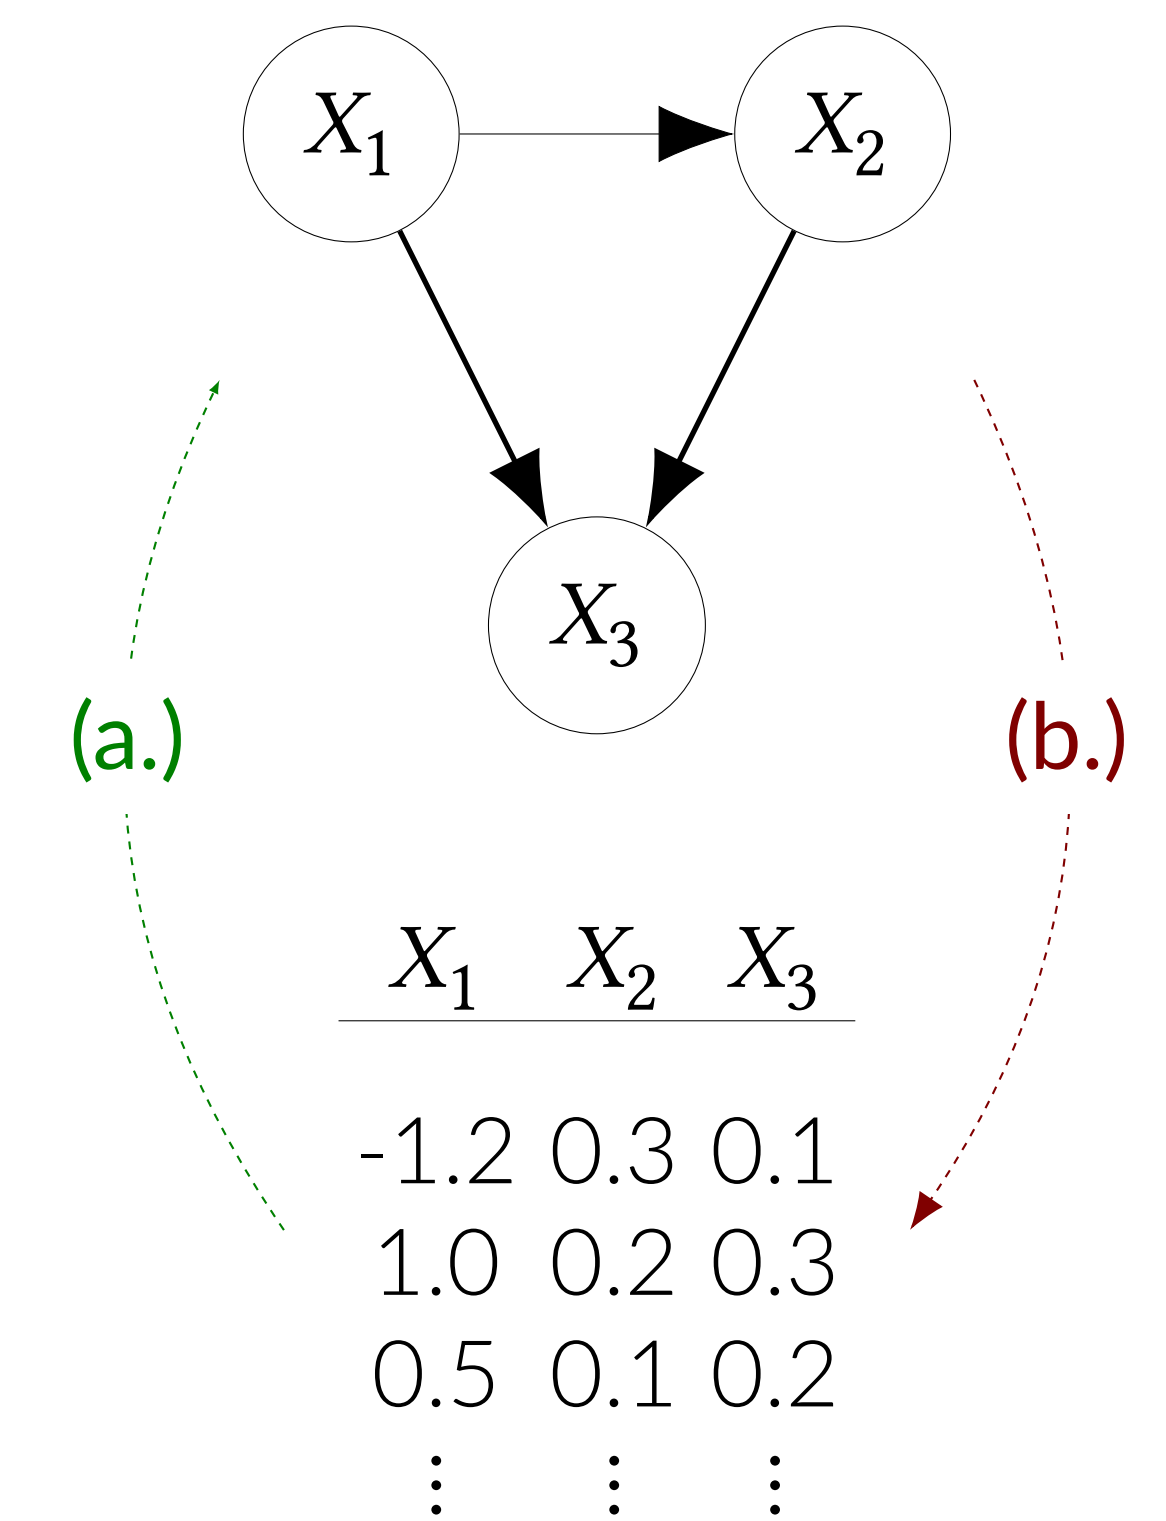 X₁ X₂
X₃
(a.) (b.)
X₁ X₂ X₃
-1.2 0.3 0.1
1.0 0.2 0.3
0.5 0.1 0.2
⋮ ⋮ ⋮